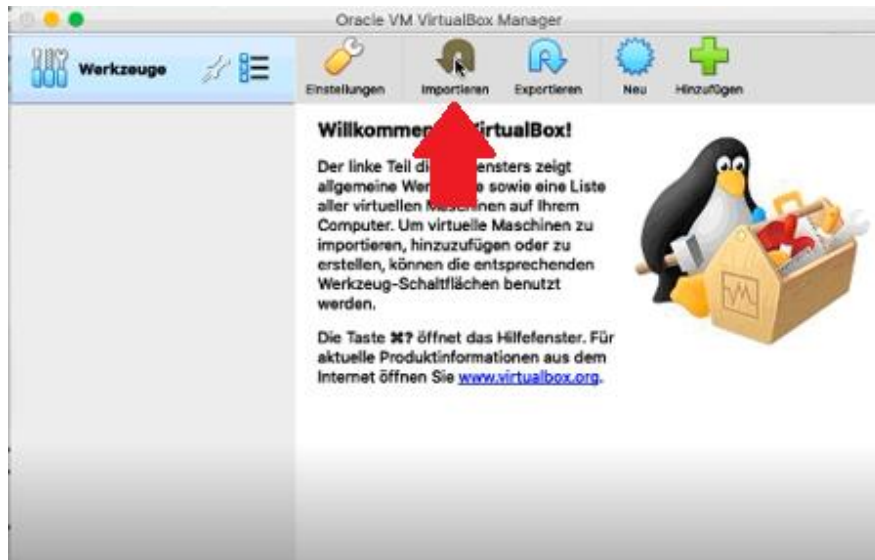 Oracle VM VirtualBox Manager
Werkzeuge
Einstellungen
Importieren
Exportieren
Neu
Hinzufügen
Willkommen VirtualBox!
Der linke Teil di ensters zeigt
allgemeine Wer e sowie eine Liste
aller virtuellen Maschinen auf Ihrem
Computer. Um virtuelle Maschinen zu
importieren, hinzuzufügen oder zu
erstellen, können die entsprechenden
Werkzeug-Schaltflächen benutzt
werden.
Die Taste ⌘? öffnet das Hilfefenster. Für
aktuelle Produktinformationen aus dem
Internet öffnen Sie www.virtualbox.org.